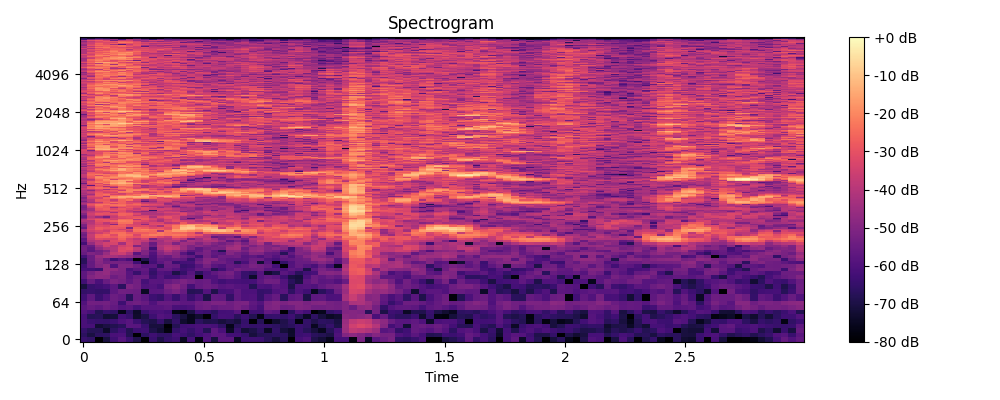 Spectrogram
Hz
4096
2048
1024
512
256
128
64
0
0
0.5
1
1.5
2
2.5
Time
+0 dB
-10 dB
-20 dB
-30 dB
-40 dB
-50 dB
-60 dB
-70 dB
-80 dB